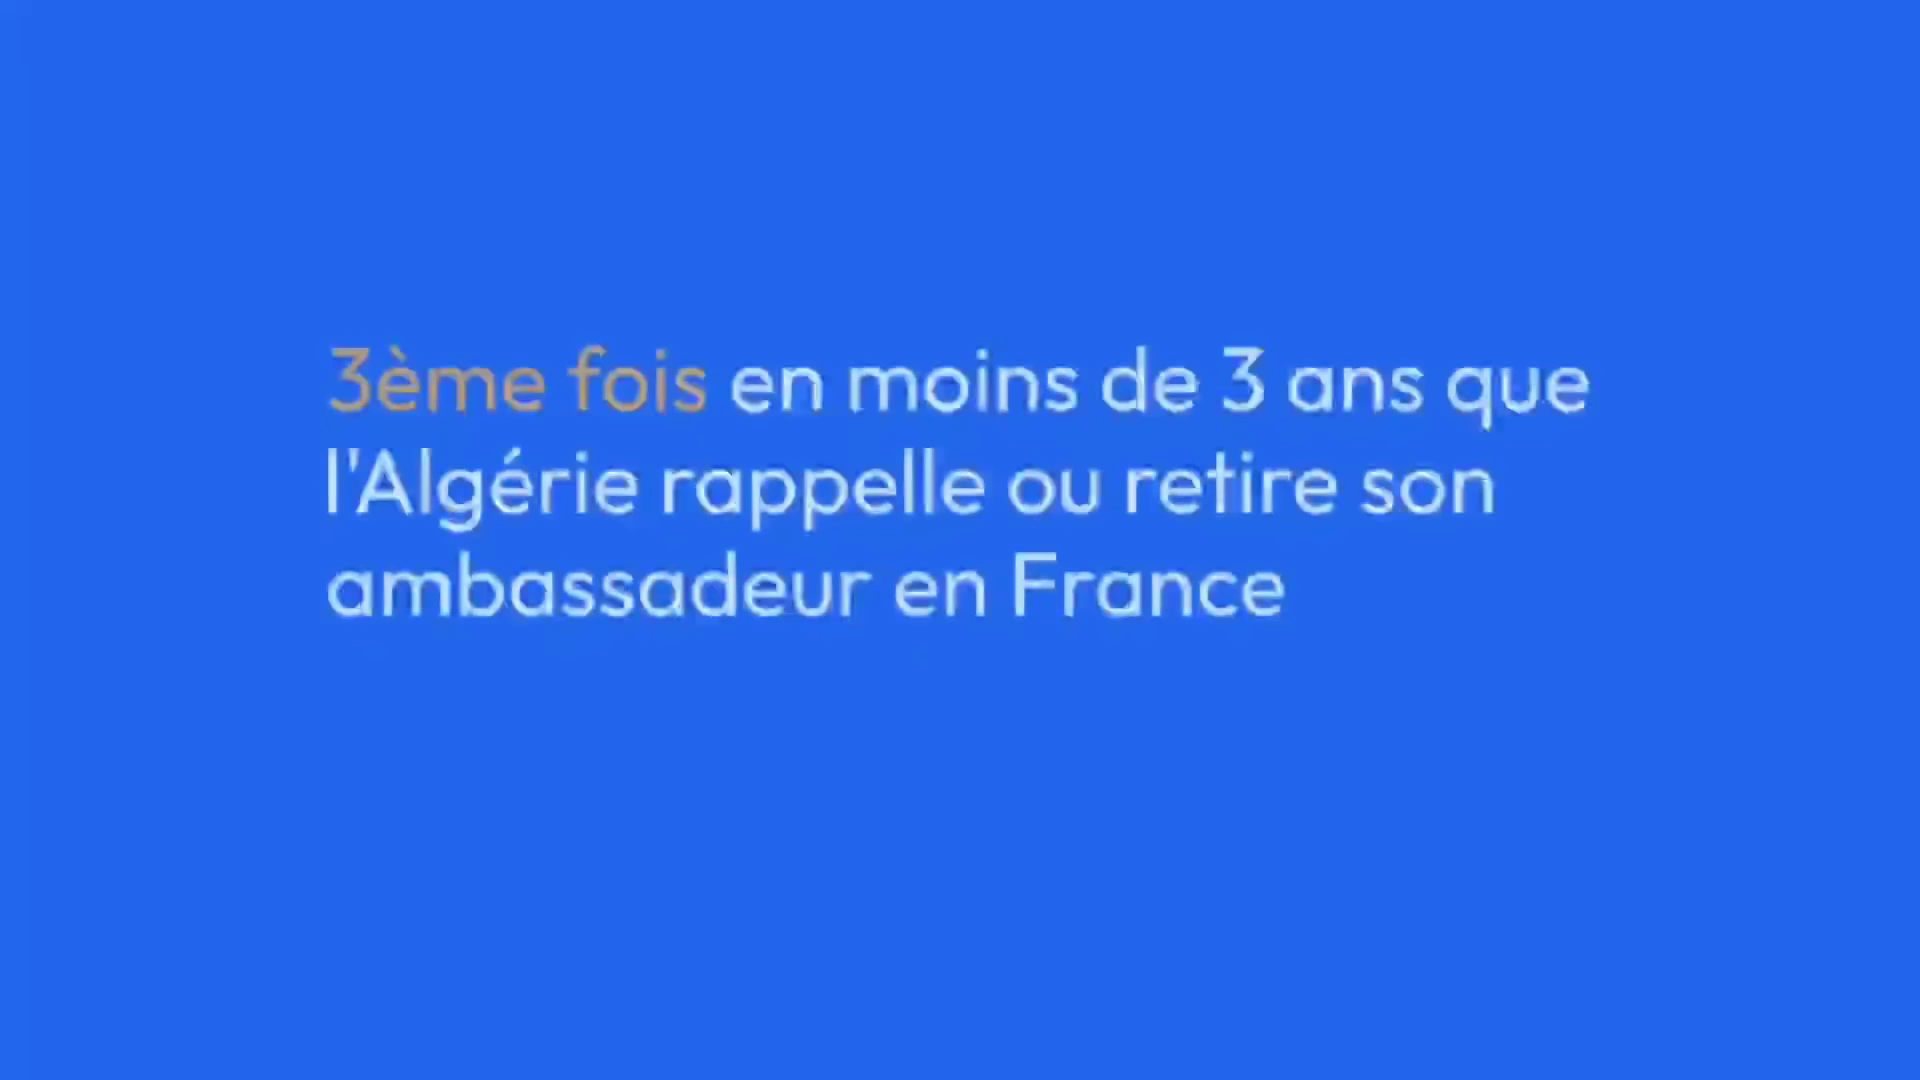 3ème fois en moins de 3 ans que
l'Algérie rappelle ou retire son
ambassadeur en France